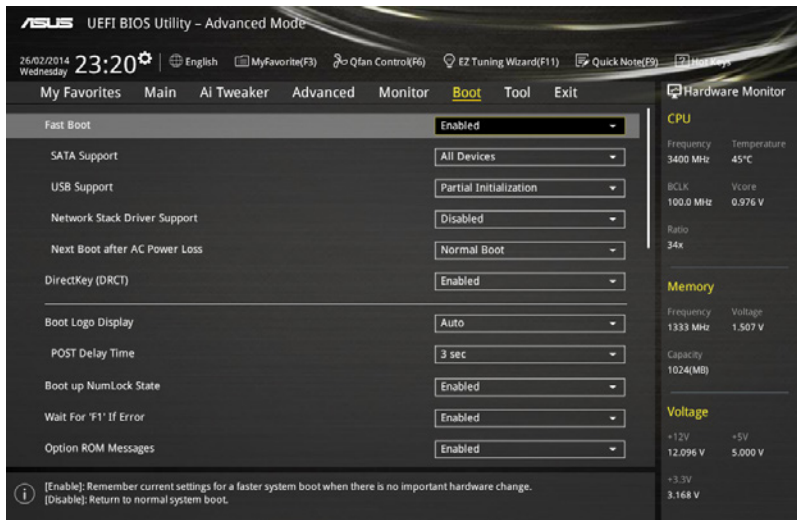 ASUS UEFI BIOS Utility – Advanced Mode
26/02/2014
Wednesday
23:20
English
MyFavorite(F3)
Qfan Control(F6)
EZ Tuning Wizard(F11)
Quick Note(F9)
Hot Keys
My Favorites
Main
Ai Tweaker
Advanced
Monitor
Boot
Tool
Exit
Fast Boot Enabled
SATA Support All Devices
USB Support Partial Initialization
Network Stack Driver Support Disabled
Next Boot after AC Power Loss Normal Boot
DirectKey (DRCT) Enabled
Boot Logo Display Auto
POST Delay Time 3 sec
Boot up NumLock State Enabled
Wait For 'F1' If Error Enabled
Option ROM Messages Enabled
[Enable]: Remember current settings for a faster system boot when there is no important hardware change.
[Disable]: Return to normal system boot.
Hardware Monitor
CPU
Frequency Temperature
3400 MHz 45°C
BCLK Vcore
100.0 MHz 0.976 V
Ratio
34x
Memory
Frequency Voltage
1333 MHz 1.507 V
Capacity
1024(MB)
Voltage
+12V +5V
12.096 V 5.000 V
+3.3V
3.168 V